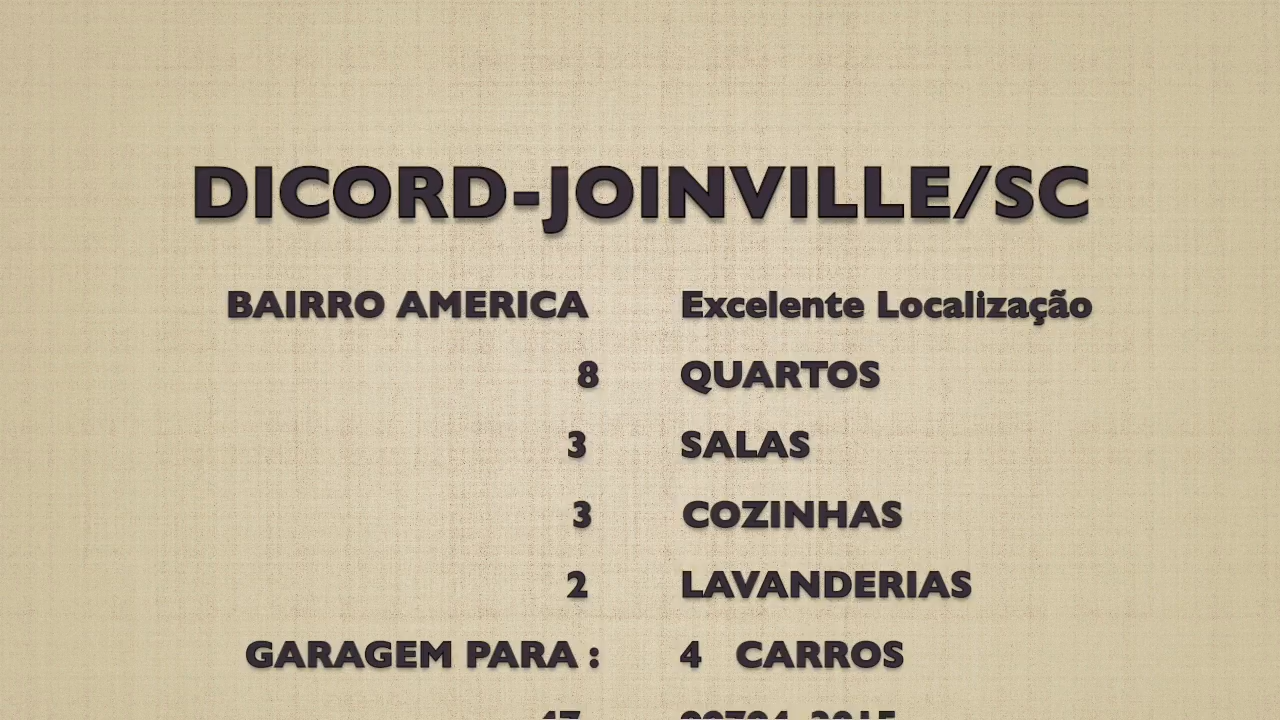 DICORD-JOINVILLE/SC
BAIRRO AMERICA Excelente Localização
8 QUARTOS
3 SALAS
3 COZINHAS
2 LAVANDERIAS
GARAGEM PARA : 4 CARROS
47